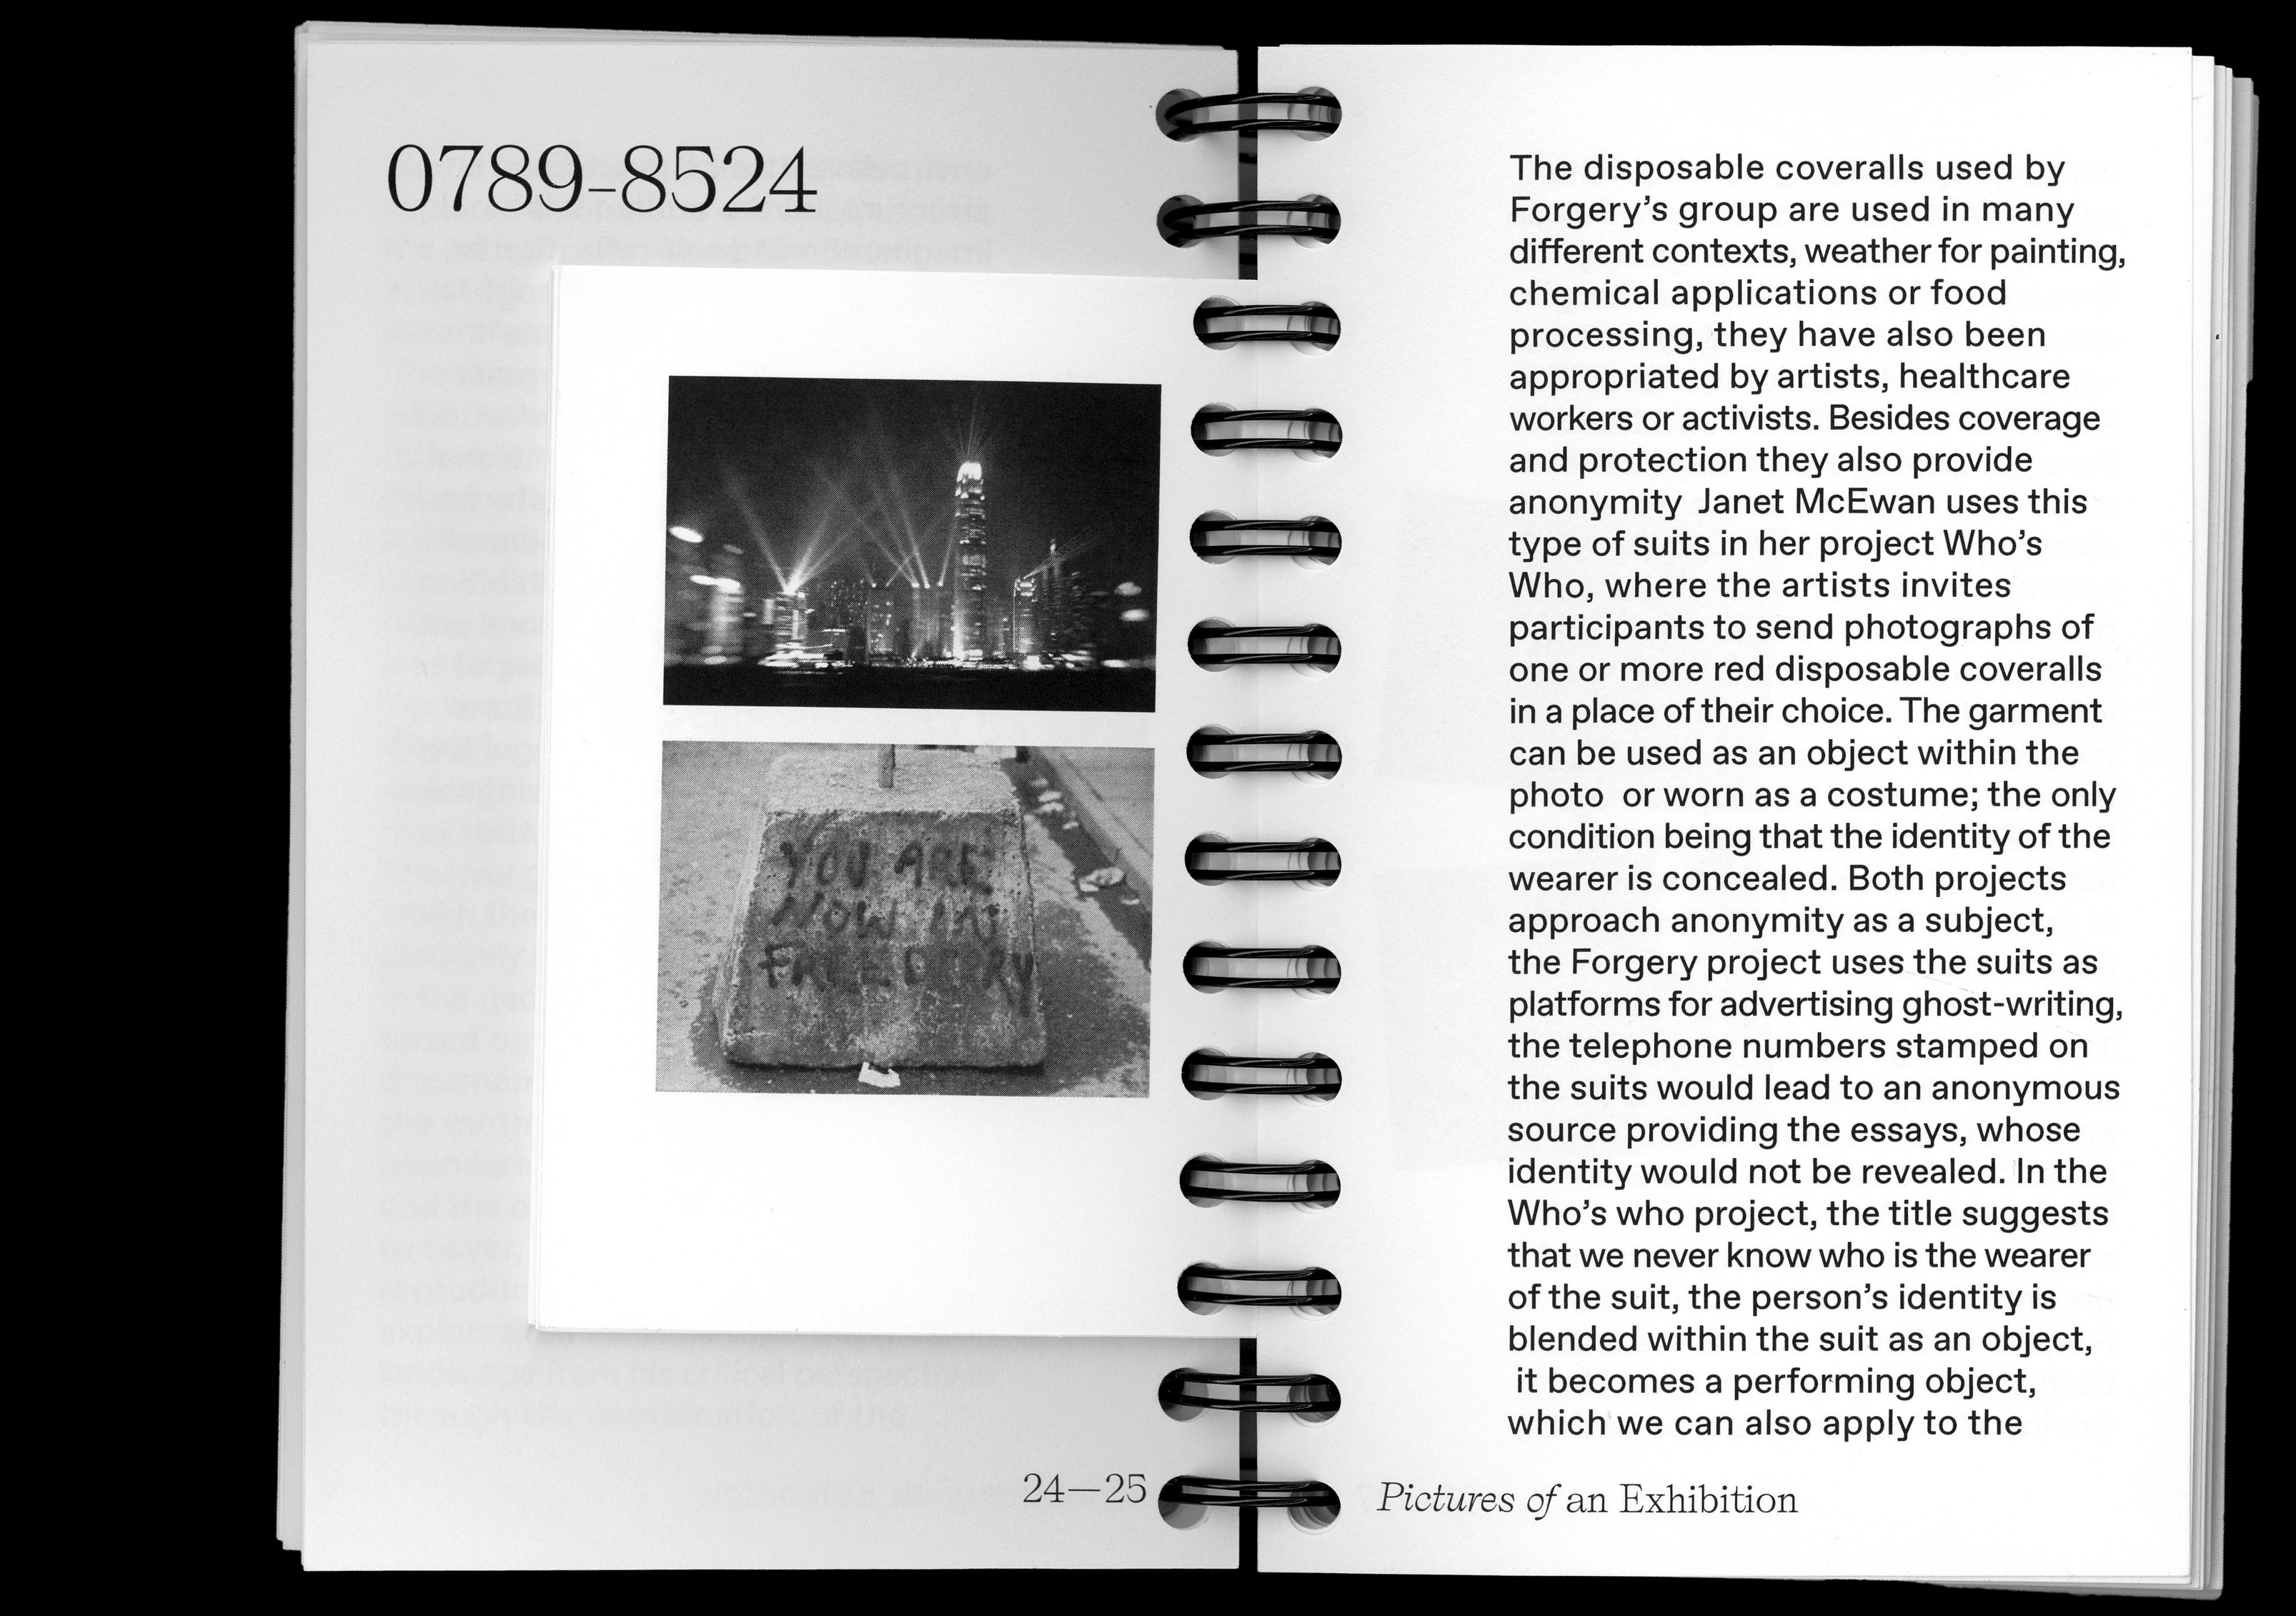 0789-8524
YOU ARE
NOW IN
FREE DERRY
24—25
The disposable coveralls used by
Forgery’s group are used in many
different contexts, weather for painting,
chemical applications or food
processing, they have also been
appropriated by artists, healthcare
workers or activists. Besides coverage
and protection they also provide
anonymity  Janet McEwan uses this
type of suits in her project Who’s
Who, where the artists invites
participants to send photographs of
one or more red disposable coveralls
in a place of their choice. The garment
can be used as an object within the
photo  or worn as a costume; the only
condition being that the identity of the
wearer is concealed. Both projects
approach anonymity as a subject,
the Forgery project uses the suits as
platforms for advertising ghost-writing,
the telephone numbers stamped on
the suits would lead to an anonymous
source providing the essays, whose
identity would not be revealed. In the
Who’s who project, the title suggests
that we never know who is the wearer
of the suit, the person’s identity is
blended within the suit as an object,
it becomes a performing object,
which we can also apply to the
Pictures of an Exhibition